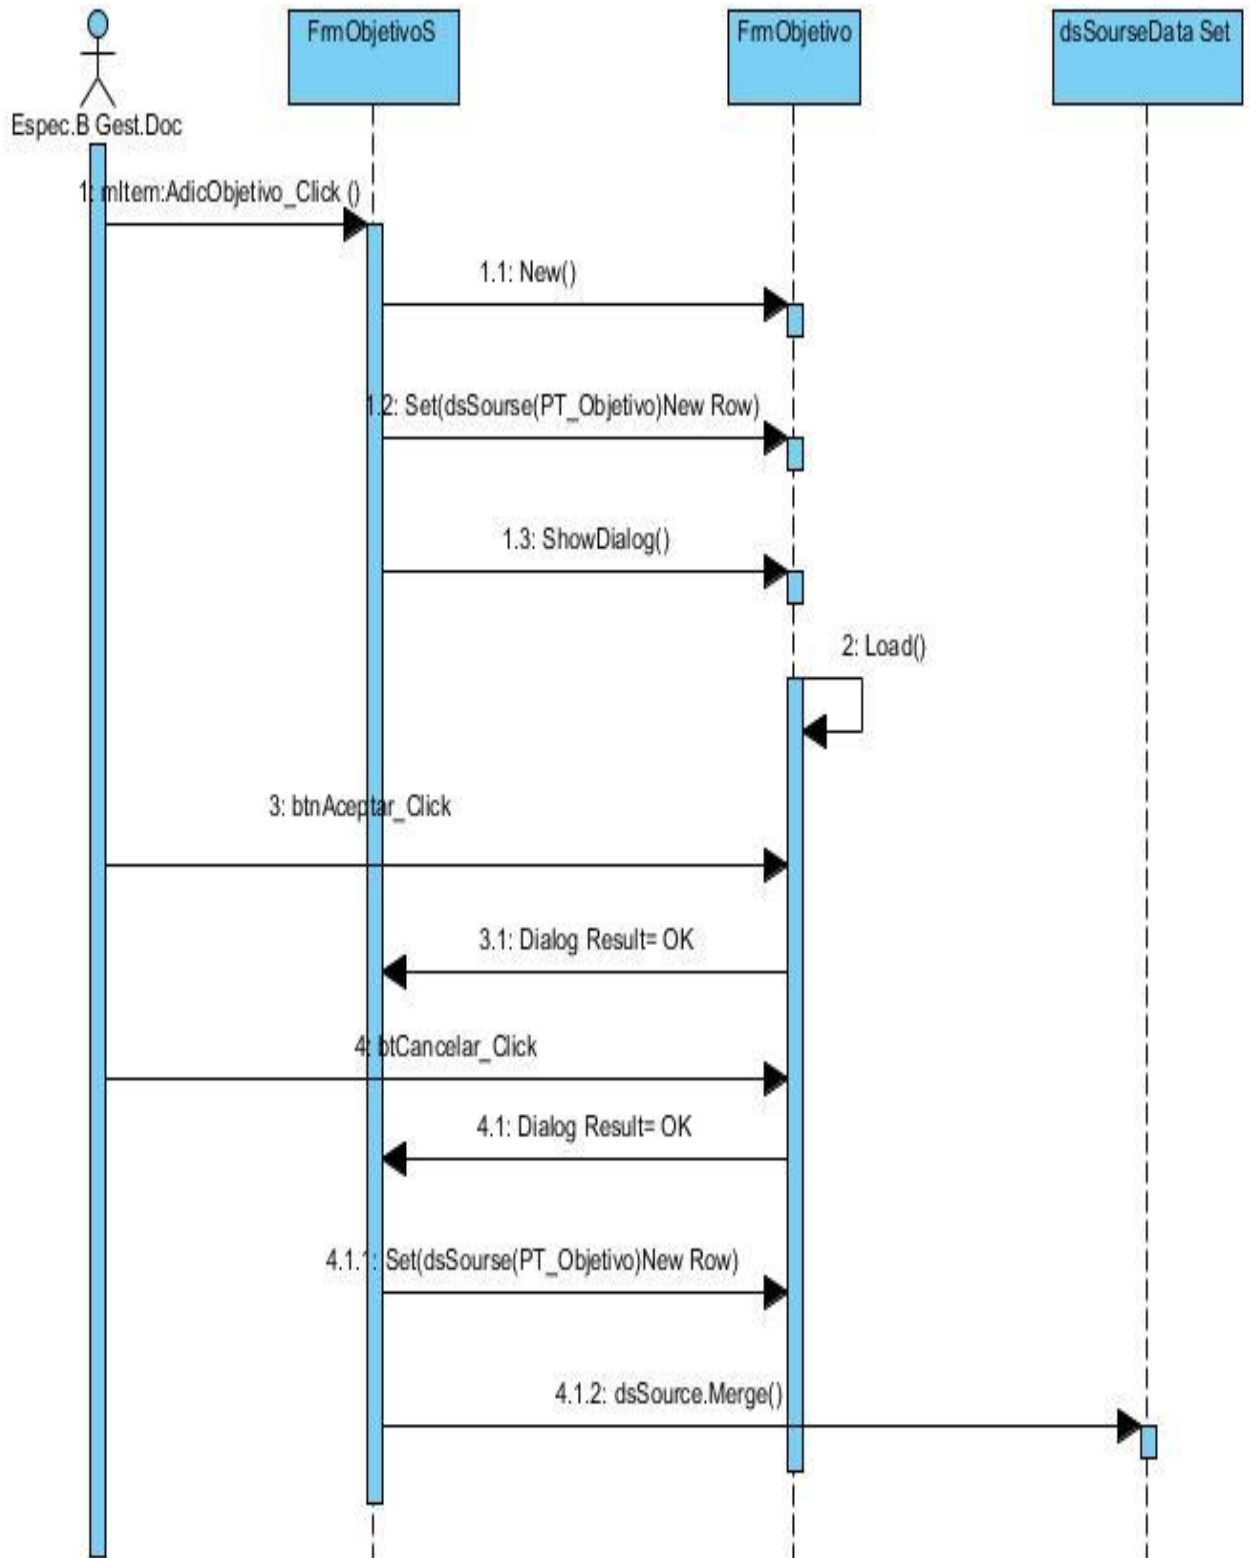 FrmObjetivoS
FrmObjetivo
dsSourseData Set
Espec.B Gest.Doc
1: mItem:AdicObjetivo_Click ()
1.1: New()
1.2: Set(dsSourse(PT_Objetivo)New Row)
1.3: ShowDialog()
2: Load()
3: btnAceptar_Click
3.1: Dialog Result= OK
4: btCancelar_Click
4.1: Dialog Result= OK
4.1.1: Set(dsSourse(PT_Objetivo)New Row)
4.1.2: dsSource.Merge()